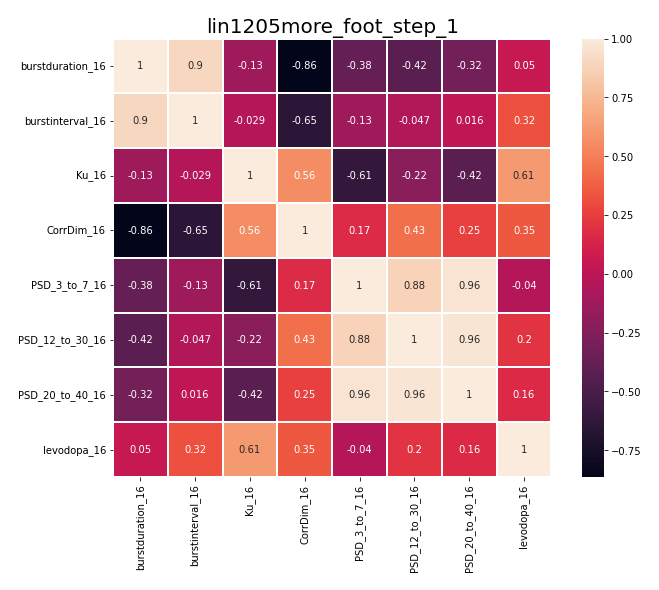 lin1205more_foot_step_1
burstduration_16 1 0.9 -0.13 -0.86 -0.38 -0.42 -0.32 0.05
burstinterval_16 0.9 1 -0.029 -0.65 -0.13 -0.047 0.016 0.32
Ku_16 -0.13 -0.029 1 0.56 -0.61 -0.22 -0.42 0.61
CorrDim_16 -0.86 -0.65 0.56 1 0.17 0.43 0.25 0.35
PSD_3_to_7_16 -0.38 -0.13 -0.61 0.17 1 0.88 0.96 -0.04
PSD_12_to_30_16 -0.42 -0.047 -0.22 0.43 0.88 1 0.96 0.2
PSD_20_to_40_16 -0.32 0.016 -0.42 0.25 0.96 0.96 1 0.16
levodopa_16 0.05 0.32 0.61 0.35 -0.04 0.2 0.16 1
burstduration_16
burstinterval_16
Ku_16
CorrDim_16
PSD_3_to_7_16
PSD_12_to_30_16
PSD_20_to_40_16
levodopa_16
1.00
0.75
0.50
0.25
0.00
-0.25
-0.50
-0.75